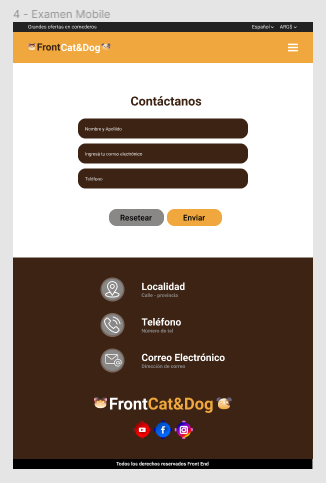 4 - Examen Mobile
Grandes ofertas en comederos
Español
ARG$
FrontCat&Dog
Contáctanos
Nombre y Apellido
Ingresá tu correo electrónico
Teléfono
Resetear
Enviar
Localidad
Calle - provincia
Teléfono
Número de tel
Correo Electrónico
Dirección de correo
FrontCat&Dog
Todos los derechos reservados Front End